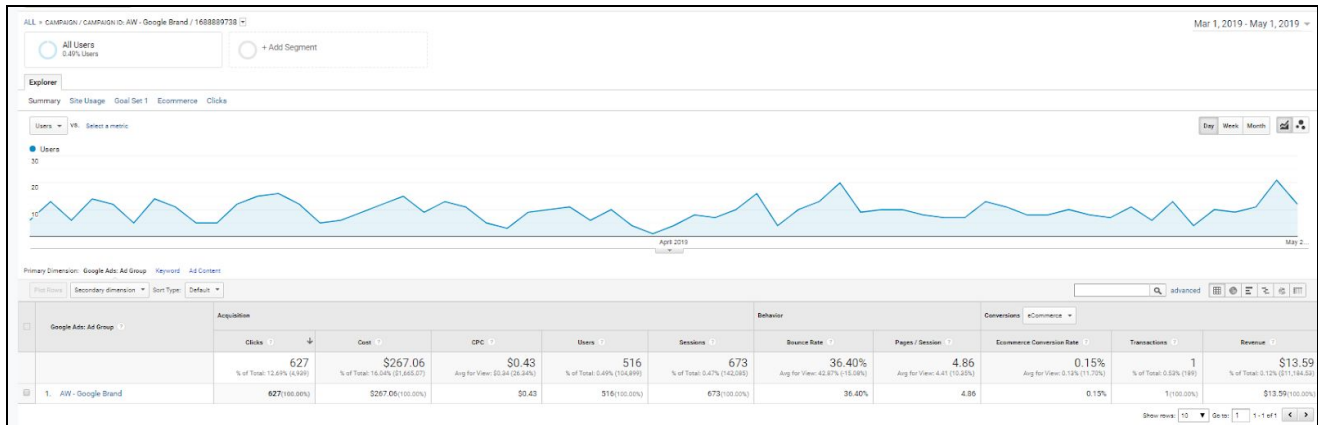 ALL » CAMPAIGN / CAMPAIGN ID: AW - Google Brand / 1688889738
Mar 1, 2019 - May 1, 2019
All Users
0.49% Users
+ Add Segment
Explorer
Summary Site Usage Goal Set 1 Ecommerce Clicks
Users VS. Select a metric
Day Week Month
Users
30
20
10
April 2019
May 2...
Primary Dimension: Google Ads: Ad Group Keyword Ad Content
Plot Rows Secondary dimension Sort Type: Default
advanced
Google Ads: Ad Group
Acquisition Behavior Conversions eCommerce
Clicks Cost CPC Users Sessions Bounce Rate Pages / Session Ecommerce Conversion Rate Transactions Revenue
627 $267.06 $0.43 516 673 36.40% 4.86 0.15% 1 $13.59
% of Total: 12.69% (4,939) % of Total: 16.04% ($1,665.07) Avg for View: $0.34 (26.34%) % of Total: 0.49% (104,899) % of Total: 0.47% (142,085) Avg for View: 42.87% (-15.08%) Avg for View: 4.41 (10.35%) Avg for View: 0.13% (11.70%) % of Total: 0.53% (189) % of Total: 0.12% ($11,184.53)
1. AW - Google Brand 627(100.00%) $267.06(100.00%) $0.43 516(100.00%) 673(100.00%) 36.40% 4.86 0.15% 1(100.00%) $13.59(100.00%)
Show rows: 10 Go to: 1 1 - 1 of 1